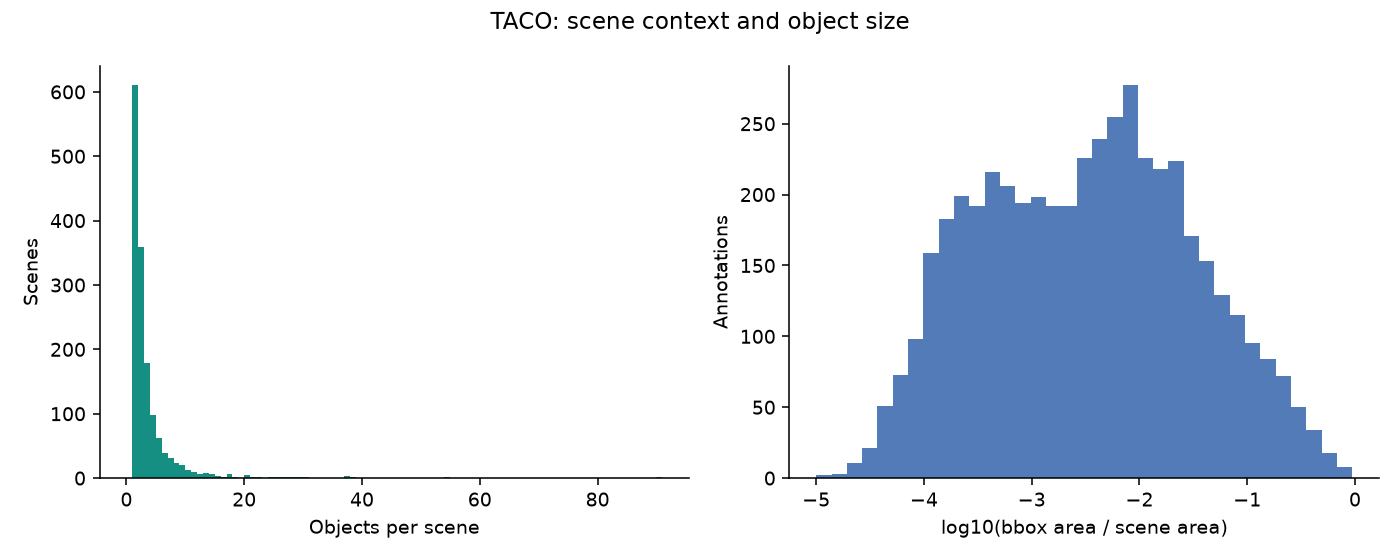 TACO: scene context and object size
600
500
400
300
200
100
0
Scenes
0 20 40 60 80
Objects per scene
250
200
150
100
50
0
Annotations
−5 −4 −3 −2 −1 0
log10(bbox area / scene area)